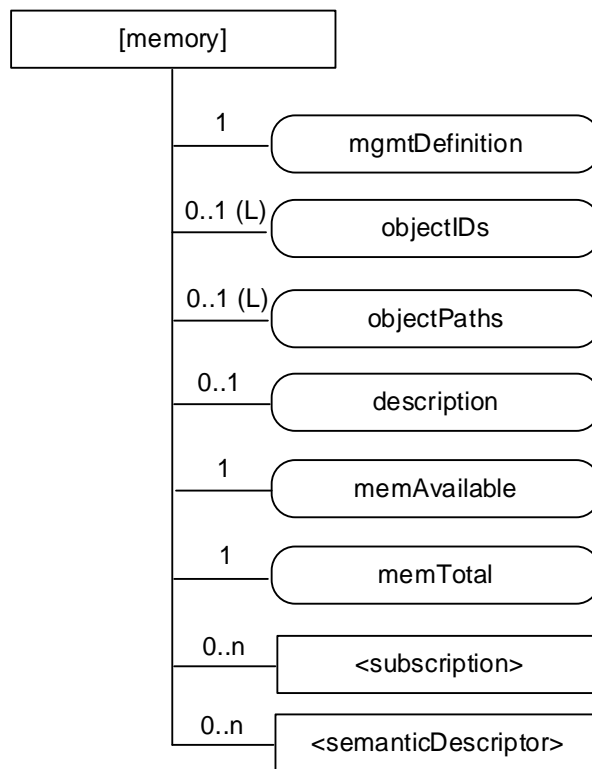 [memory]
1
mgmtDefinition
0..1 (L)
objectIDs
0..1 (L)
objectPaths
0..1
description
1
memAvailable
1
memTotal
0..n
<subscription>
0..n
<semanticDescriptor>